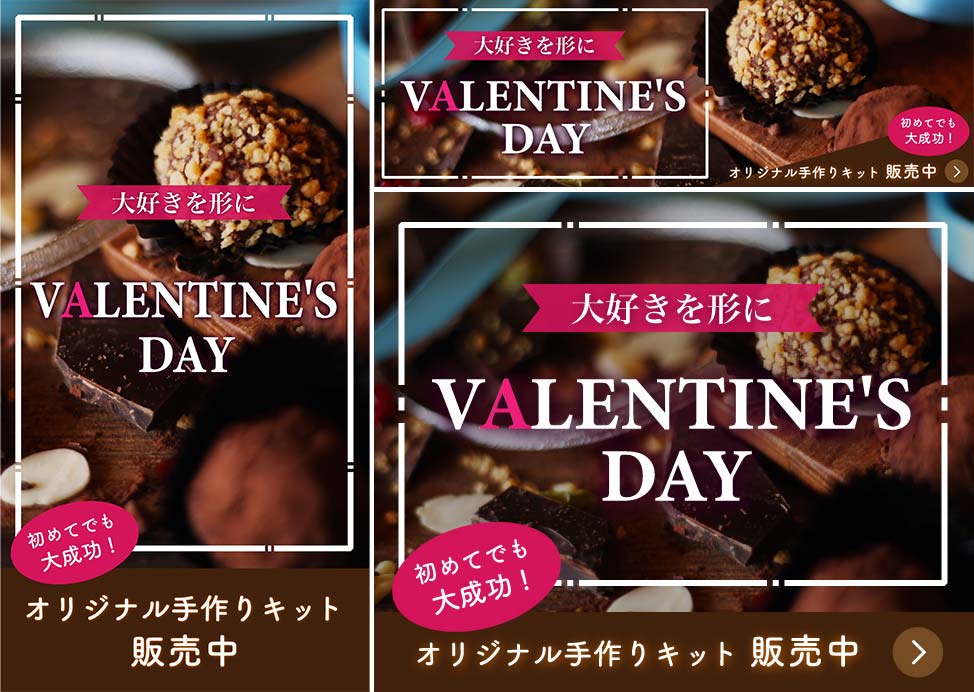 大好きを形に
VALENTINE'S
DAY
初めてでも
大成功！
オリジナル手作りキット
販売中
大好きを形に
VALENTINE'S
DAY
初めてでも
大成功！
オリジナル手作りキット 販売中
大好きを形に
VALENTINE'S
DAY
初めてでも
大成功！
オリジナル手作りキット 販売中